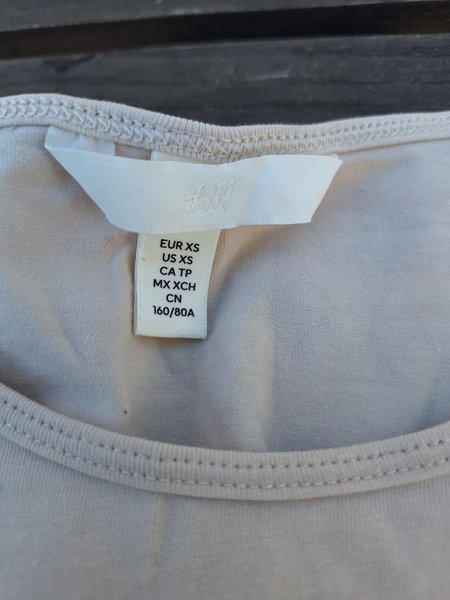 H&M
EUR XS
US XS
CA TP
MX XCH
CN
160/80A